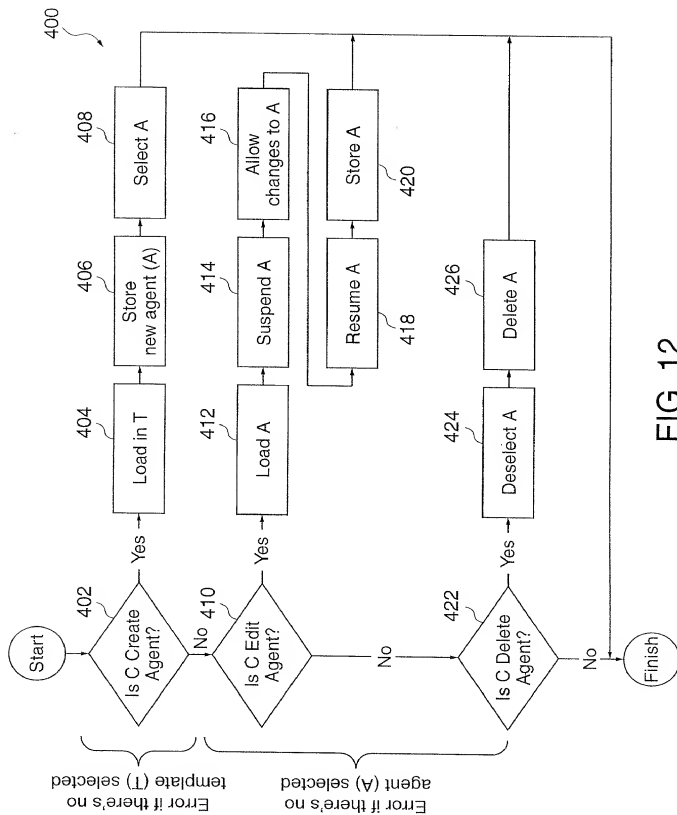 400
Start
402
Is C Create
Agent?
Yes
404
Load in T
406
Store
new agent (A)
408
Select A
No
410
Is C Edit
Agent?
Yes
412
Load A
414
Suspend A
416
Allow
changes to A
Resume A
418
Store A
420
No
422
Is C Delete
Agent?
Yes
424
Deselect A
426
Delete A
No
Finish
Error if there's no
template (T) selected
Error if there's no
agent (A) selected
FIG. 12